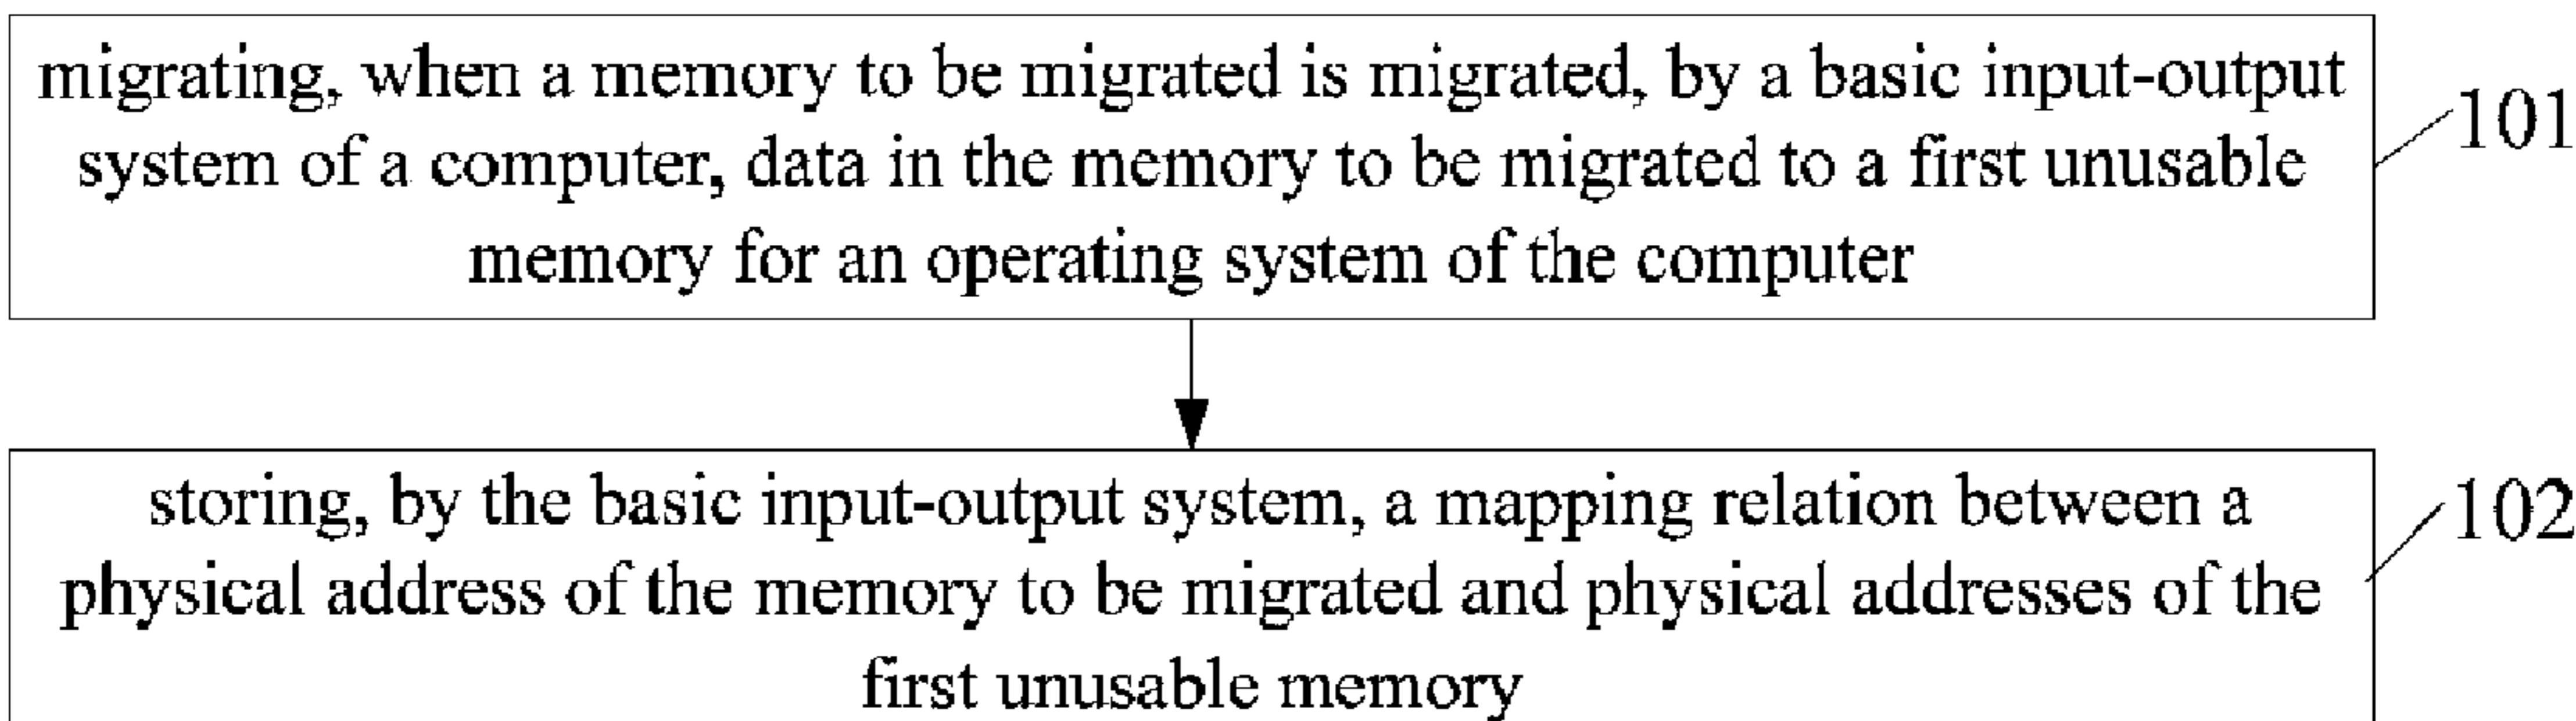 migrating, when a memory to be migrated is migrated, by a basic input-output
system of a computer, data in the memory to be migrated to a first unusable
memory for an operating system of the computer
101
storing, by the basic input-output system, a mapping relation between a
physical address of the memory to be migrated and physical addresses of the
first unusable memory
102